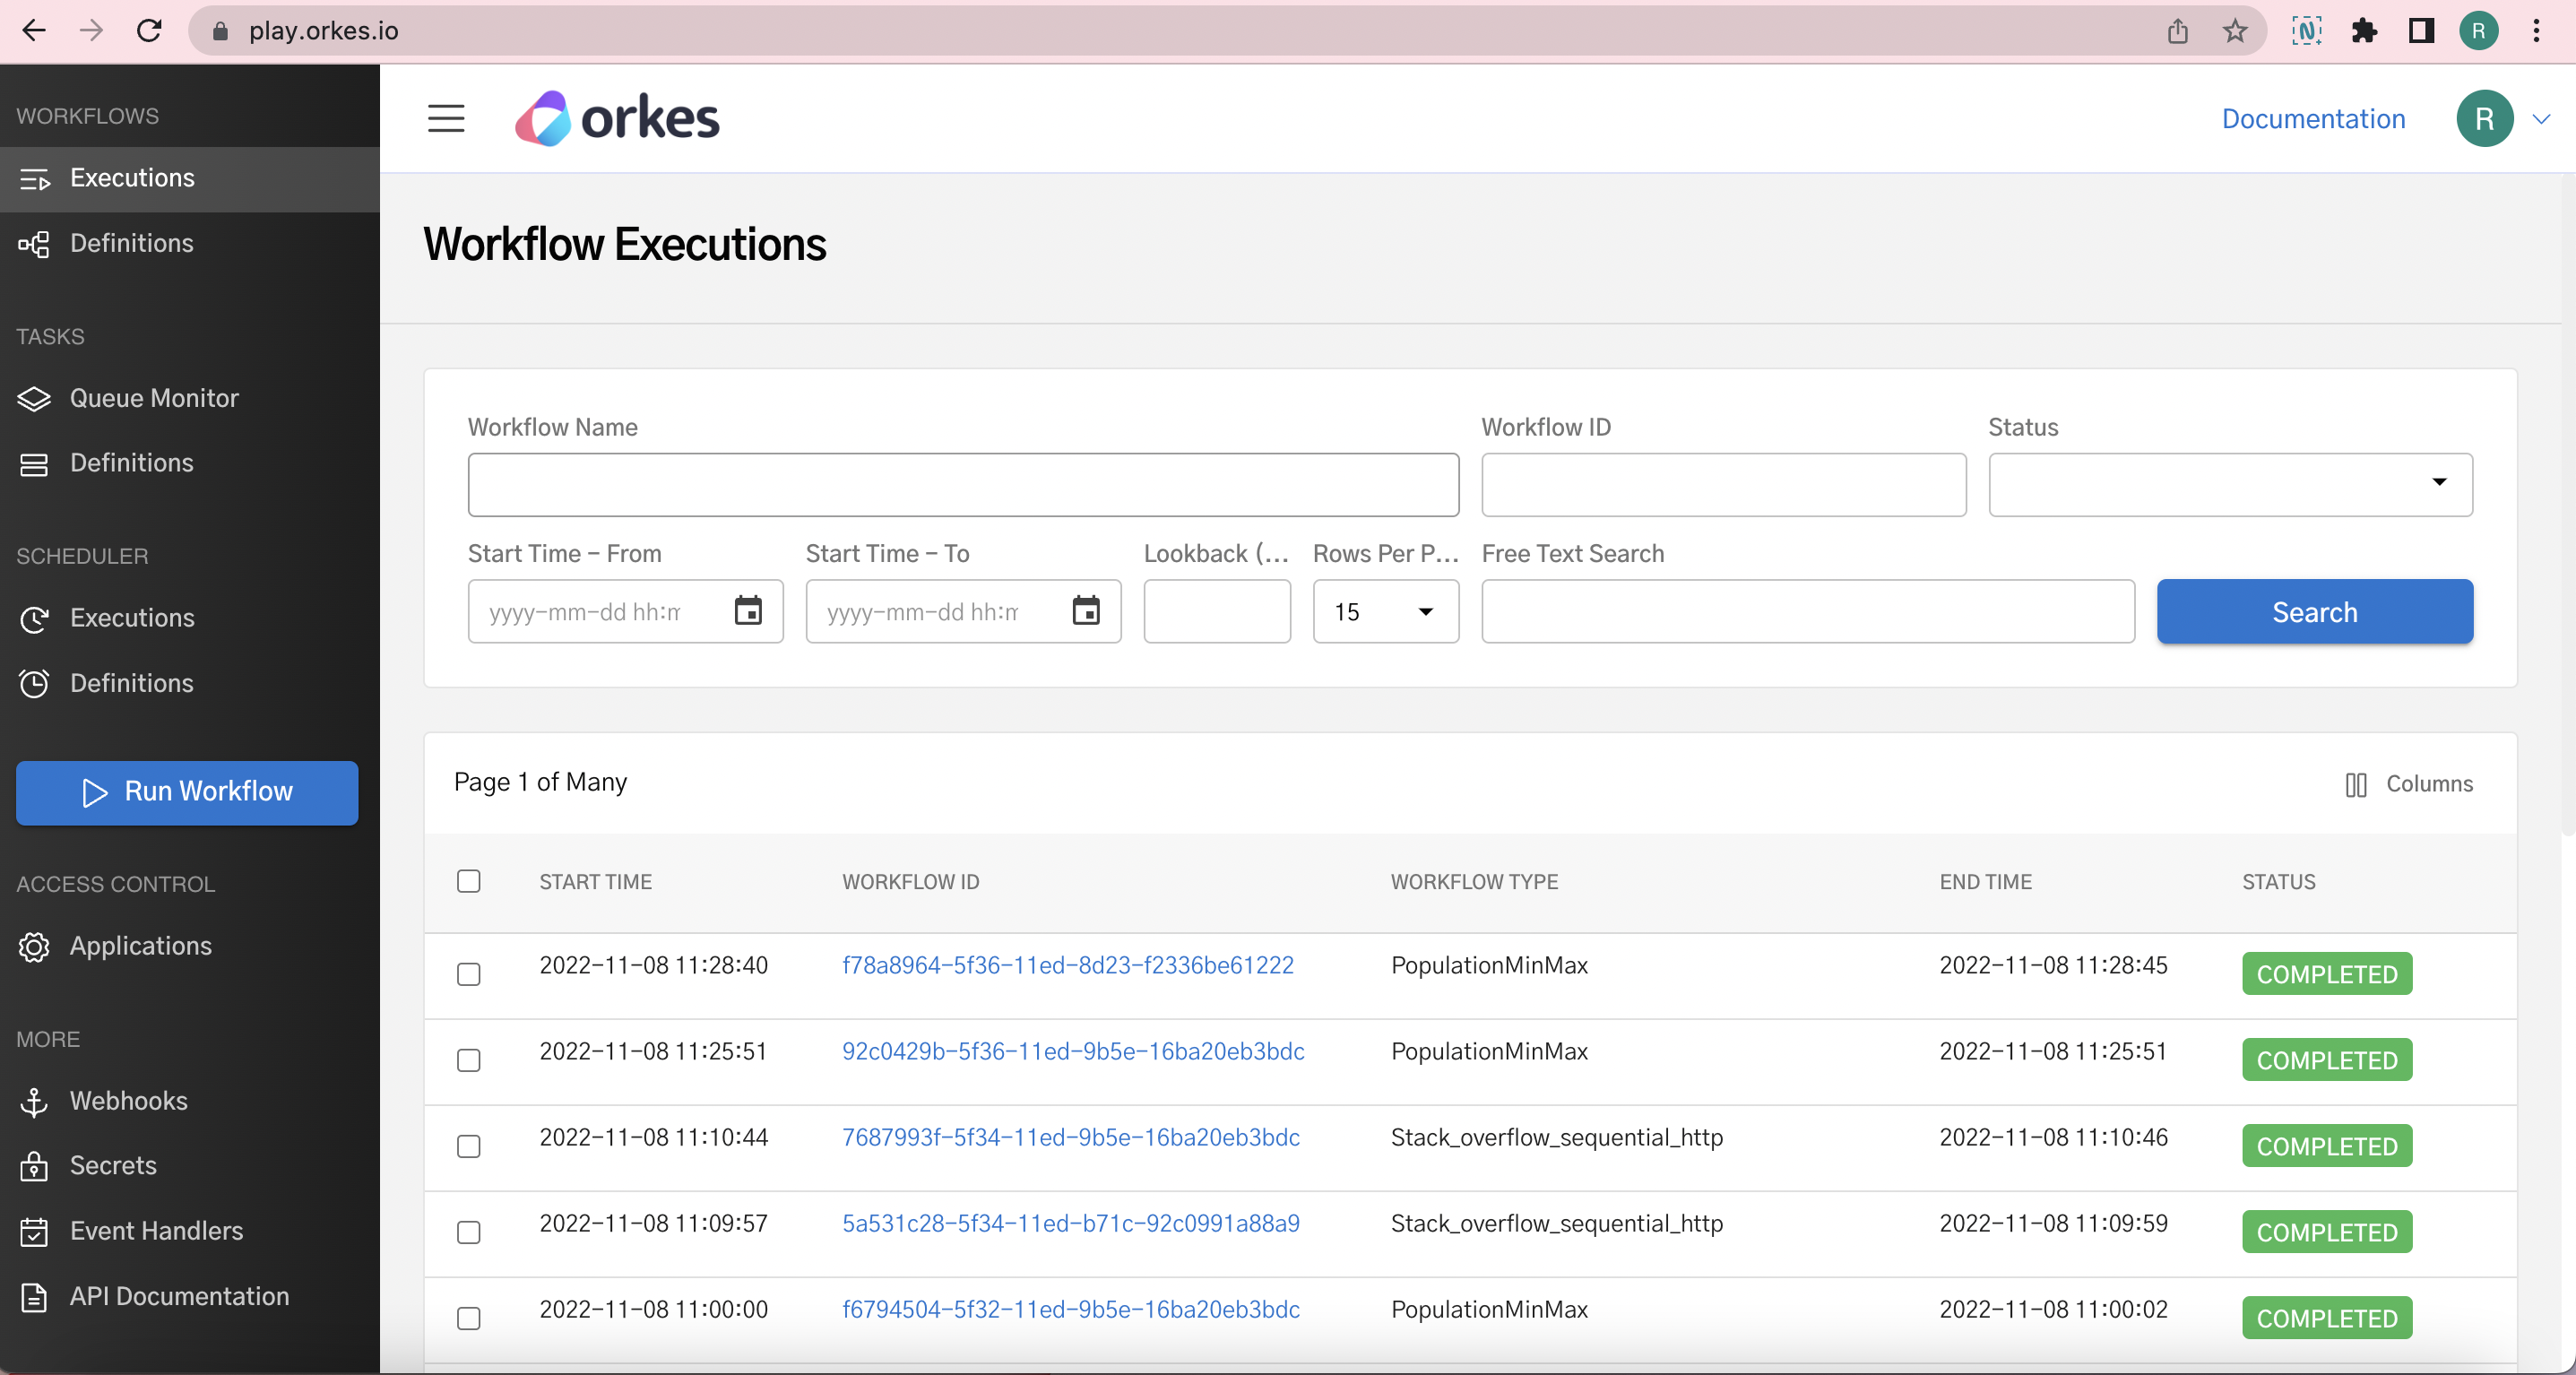 play.orkes.io
R
WORKFLOWS
Executions
Definitions
TASKS
Queue Monitor
Definitions
SCHEDULER
Executions
Definitions
Run Workflow
ACCESS CONTROL
Applications
MORE
Webhooks
Secrets
Event Handlers
API Documentation
orkes
Documentation
R
Workflow Executions
Workflow Name
Workflow ID
Status
Start Time – From
Start Time – To
Lookback (...
Rows Per P...
Free Text Search
yyyy-mm-dd hh:m
yyyy-mm-dd hh:m
15
Search
Page 1 of Many
Columns
START TIME WORKFLOW ID WORKFLOW TYPE END TIME STATUS
2022-11-08 11:28:40 f78a8964-5f36-11ed-8d23-f2336be61222 PopulationMinMax 2022-11-08 11:28:45 COMPLETED
2022-11-08 11:25:51 92c0429b-5f36-11ed-9b5e-16ba20eb3bdc PopulationMinMax 2022-11-08 11:25:51 COMPLETED
2022-11-08 11:10:44 7687993f-5f34-11ed-9b5e-16ba20eb3bdc Stack_overflow_sequential_http 2022-11-08 11:10:46 COMPLETED
2022-11-08 11:09:57 5a531c28-5f34-11ed-b71c-92c0991a88a9 Stack_overflow_sequential_http 2022-11-08 11:09:59 COMPLETED
2022-11-08 11:00:00 f6794504-5f32-11ed-9b5e-16ba20eb3bdc PopulationMinMax 2022-11-08 11:00:02 COMPLETED